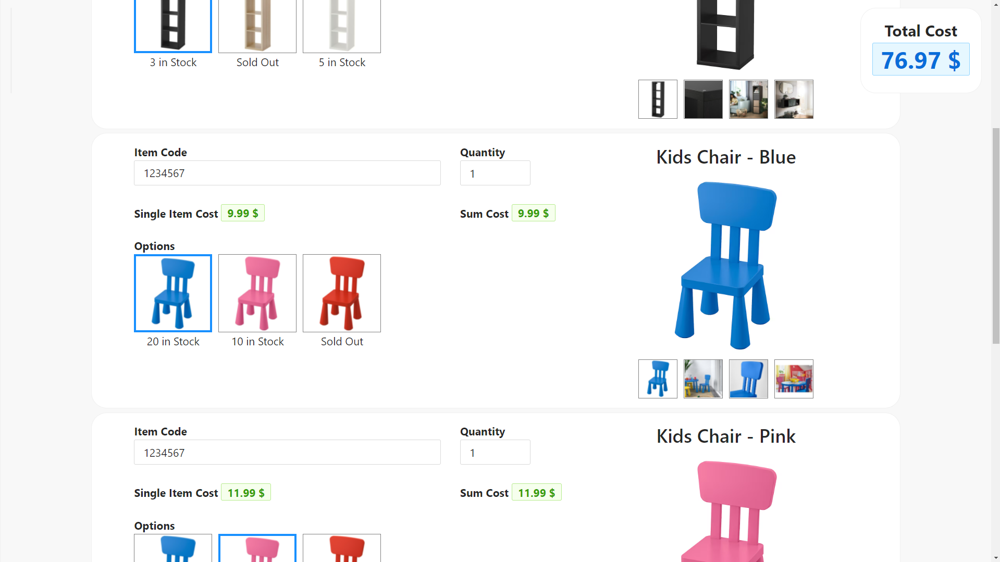 Total Cost
76.97 $
3 in Stock
Sold Out
5 in Stock
Item Code
Quantity
Kids Chair - Blue
1234567
1
Single Item Cost 9.99 $
Sum Cost 9.99 $
Options
20 in Stock
10 in Stock
Sold Out
Item Code
Quantity
Kids Chair - Pink
1234567
1
Single Item Cost 11.99 $
Sum Cost 11.99 $
Options